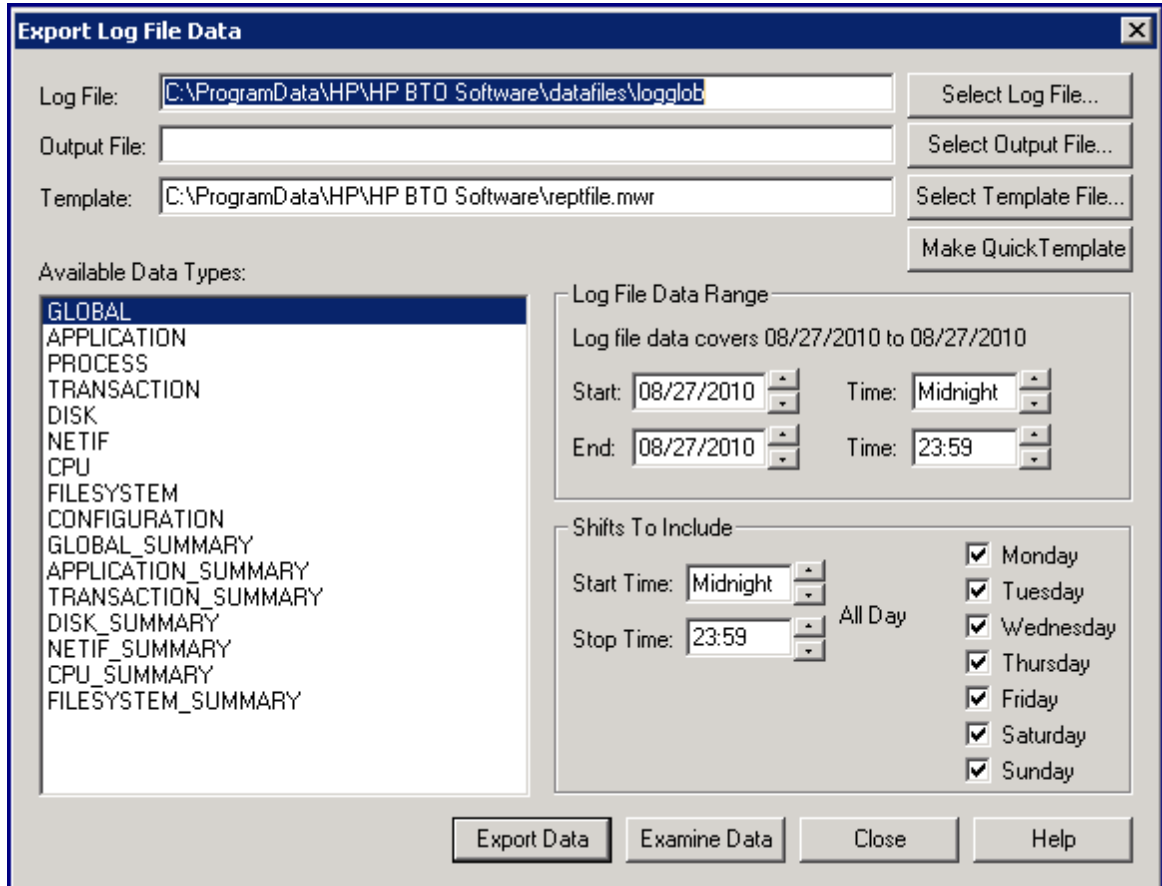 Export Log File Data
Log File: C:\ProgramData\HP\HP BTO Software\datafiles\logglob Select Log File...
Output File: Select Output File...
Template: C:\ProgramData\HP\HP BTO Software\reptfile.mwr Select Template File...
Make QuickTemplate
Available Data Types:
GLOBAL
APPLICATION
PROCESS
TRANSACTION
DISK
NETIF
CPU
FILESYSTEM
CONFIGURATION
GLOBAL_SUMMARY
APPLICATION_SUMMARY
TRANSACTION_SUMMARY
DISK_SUMMARY
NETIF_SUMMARY
CPU_SUMMARY
FILESYSTEM_SUMMARY
Log File Data Range
Log file data covers 08/27/2010 to 08/27/2010
Start: 08/27/2010 Time: Midnight
End: 08/27/2010 Time: 23:59
Shifts To Include
Start Time: Midnight
Stop Time: 23:59
All Day
Monday
Tuesday
Wednesday
Thursday
Friday
Saturday
Sunday
Export Data Examine Data Close Help